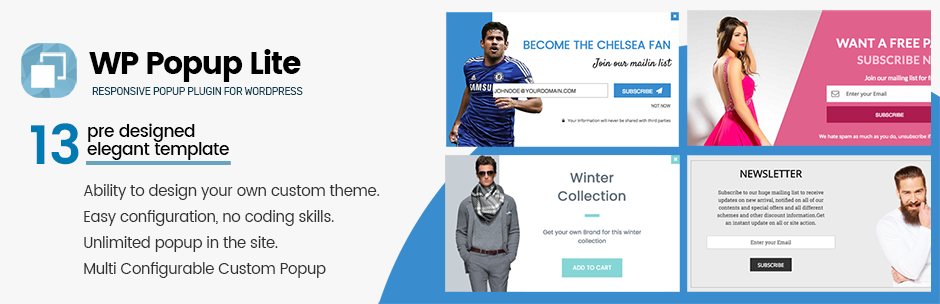 WP Popup Lite
RESPONSIVE POPUP PLUGIN FOR WORDPRESS
13 pre designed
elegant template
Ability to design your own custom theme.
Easy configuration, no coding skills.
Unlimited popup in the site.
Multi Configurable Custom Popup
BECOME THE CHELSEA FAN
Join our mailin list
SAMSU
JOHNDOE@YOURDOMAIN.COM
SUBSCRIBE
NOT, NOW
Your information will never be shared with third parties
WANT A FREE PA
SUBSCRIBE N
Join our mailing list for f
Enter your Email
SUBSCRIBE
We hate spam as much as you do, unsubscribe if
Winter
Collection
Get your own Brand for this winter
collection
ADD TO CART
NEWSLETTER
Subscribe to our huge mailing list to receive
updates on new arrival, notified on all of our
contents and special offers and all different
schemes and other discount information.Get
an instant update on all or site action.
Enter your Email
SUBSCRIBE